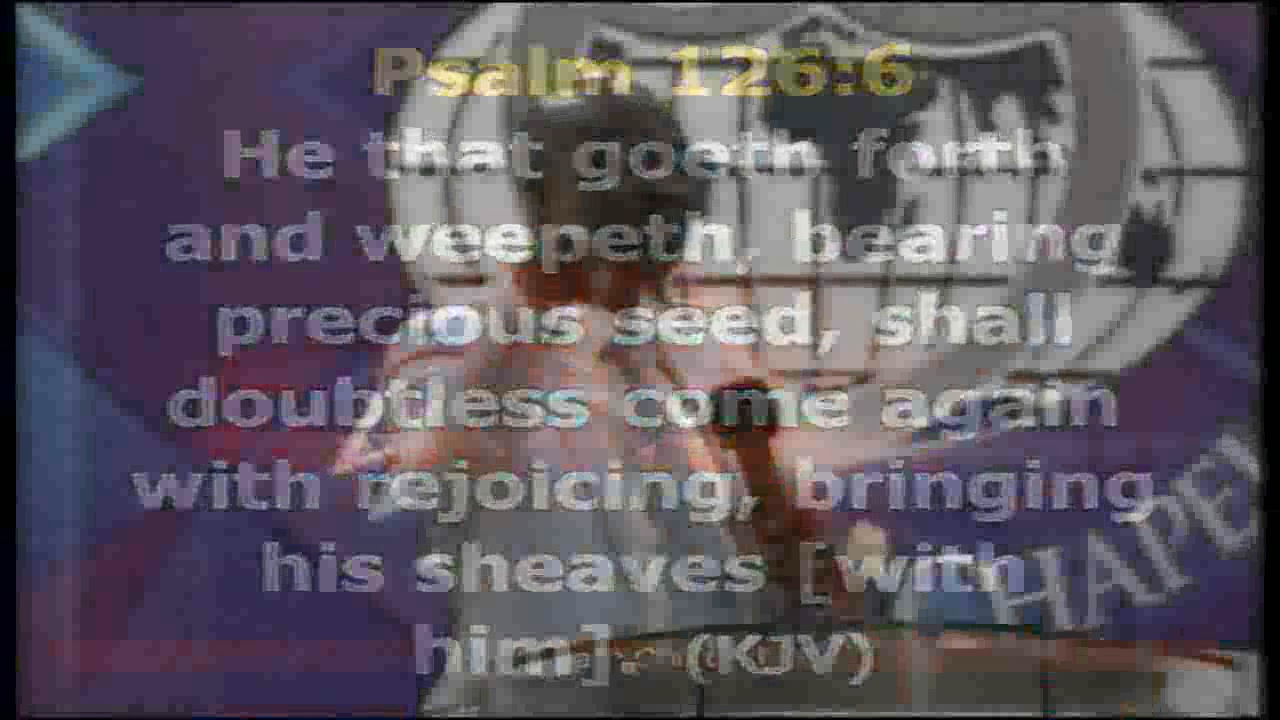 Psalm 126:6
He that goeth forth
and weepeth, bearing
precious seed, shall
doubtless come again
with rejoicing, bringing
his sheaves [with
him]. (KJV)
HAPEL